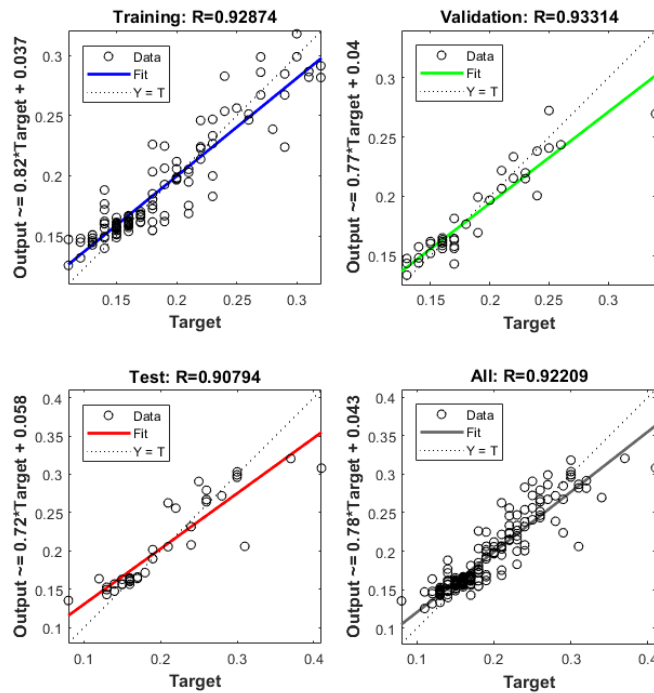 Training: R=0.92874
Output ~= 0.82*Target + 0.037
0.3
0.25
0.2
0.15
Data
Fit
Y = T
0.15 0.2 0.25 0.3
Target
Validation: R=0.93314
Output ~= 0.77*Target + 0.04
0.3
0.25
0.2
0.15
Data
Fit
Y = T
0.15 0.2 0.25 0.3
Target
Test: R=0.90794
Output ~= 0.72*Target + 0.058
0.4
0.35
0.3
0.25
0.2
0.15
0.1
Data
Fit
Y = T
0.1 0.2 0.3 0.4
Target
All: R=0.92209
Output ~= 0.78*Target + 0.043
0.4
0.35
0.3
0.25
0.2
0.15
0.1
Data
Fit
Y = T
0.1 0.2 0.3 0.4
Target